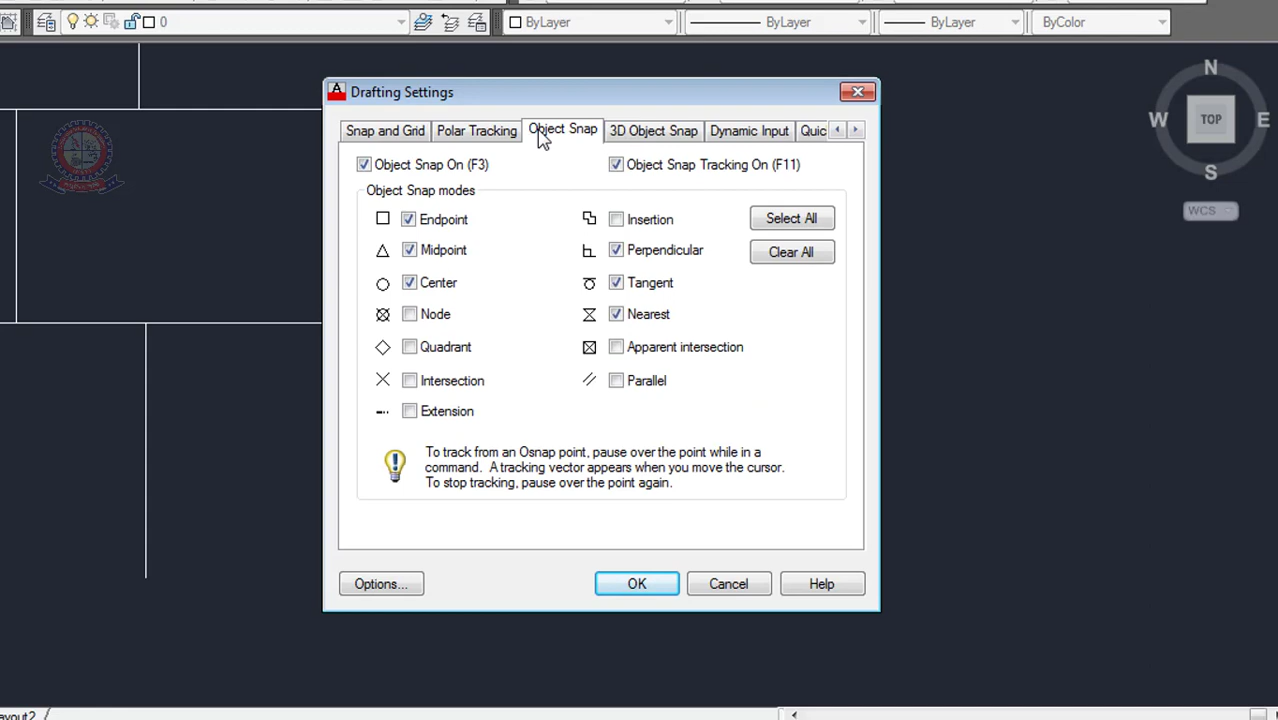 0 ByLayer ByLayer ByLayer ByColor
Drafting Settings
Snap and Grid Polar Tracking Object Snap 3D Object Snap Dynamic Input Quic
Object Snap On (F3) Object Snap Tracking On (F11)
Object Snap modes
Endpoint Insertion Select All
Midpoint Perpendicular Clear All
Center Tangent
Node Nearest
Quadrant Apparent intersection
Intersection Parallel
Extension
To track from an Osnap point, pause over the point while in a
command. A tracking vector appears when you move the cursor.
To stop tracking, pause over the point again.
Options... OK Cancel Help
N
W TOP E
S
WCS
ayout2